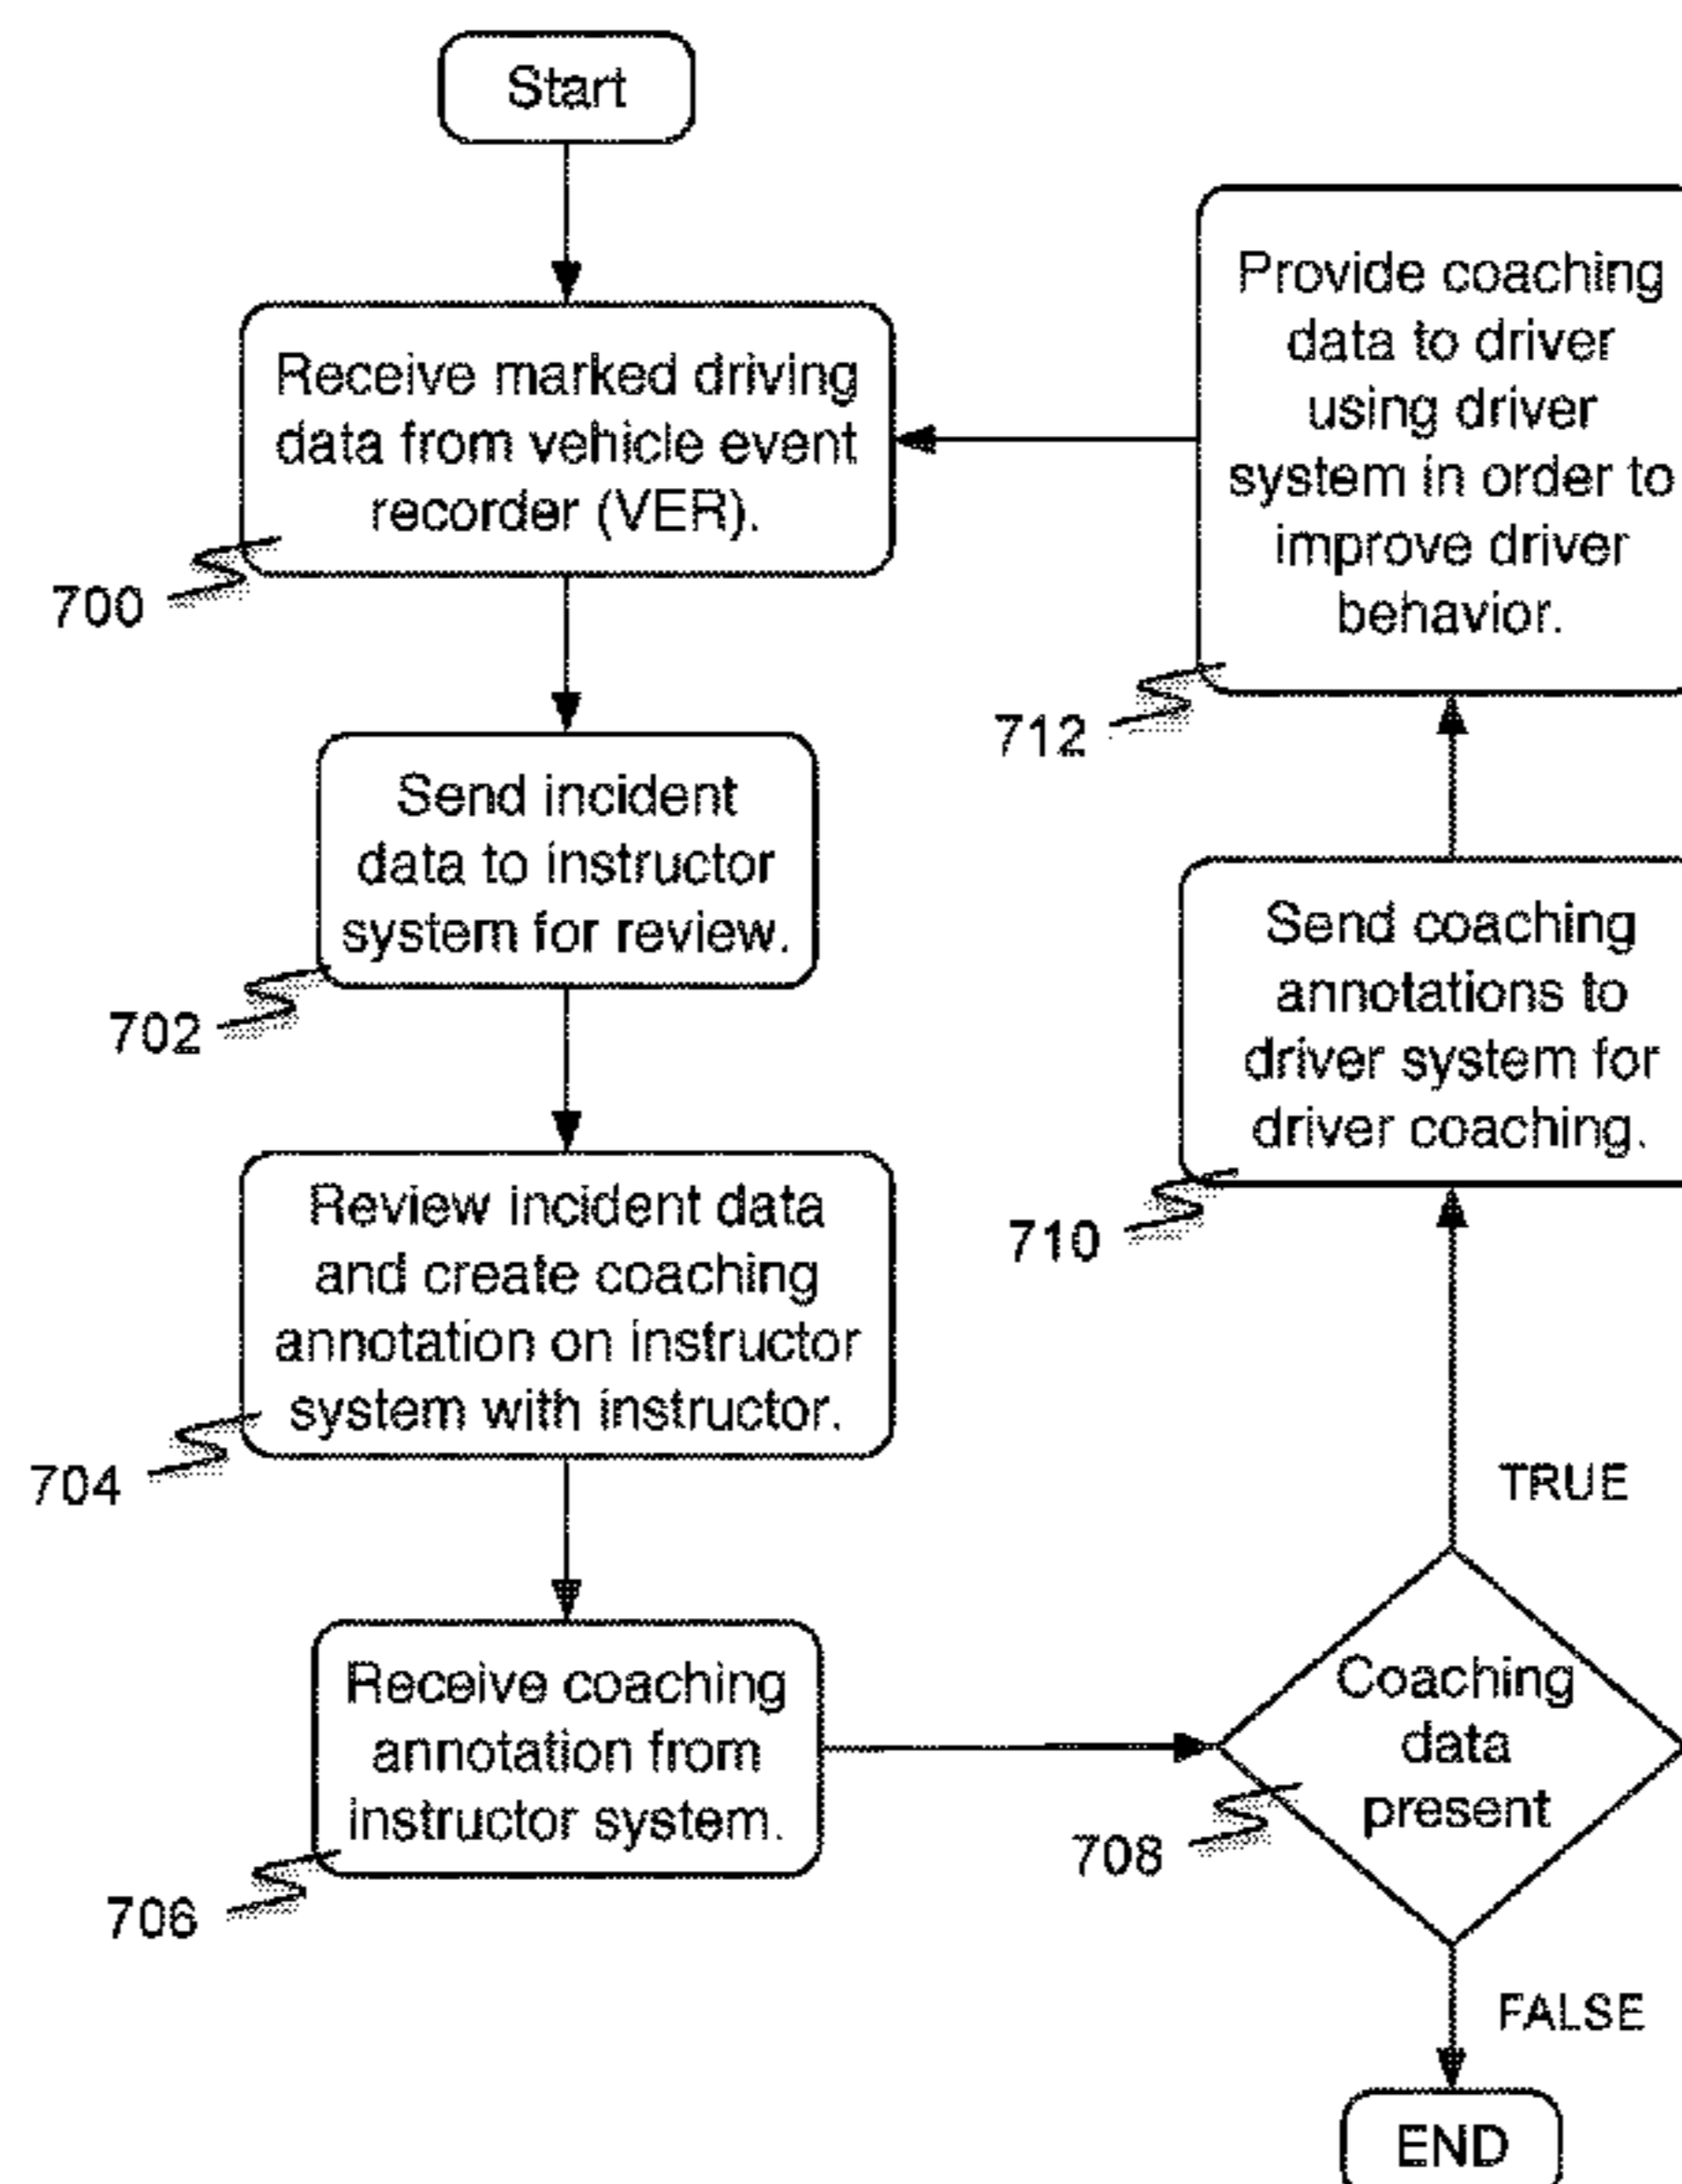 Start
Receive marked driving
data from vehicle event
recorder (VER).
700
Send incident
data to instructor
system for review.
702
Review incident data
and create coaching
annotation on instructor
system with instructor.
704
Receive coaching
annotation from
instructor system.
706
Coaching
data
present
708
TRUE
FALSE
END
Send coaching
annotations to
driver system for
driver coaching.
710
Provide coaching
data to driver
using driver
system in order to
improve driver
behavior.
712